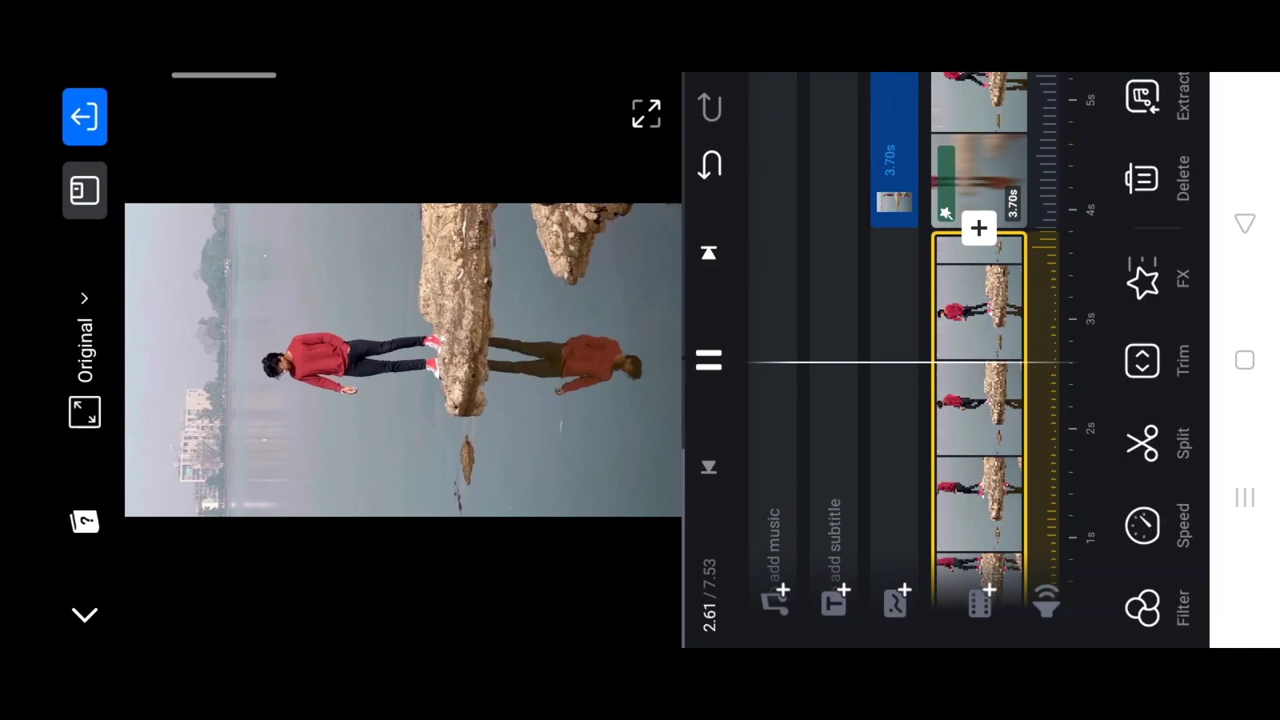 Original
?
2.61 / 7.53
add music
T
add subtitle
3.70s
3.70s
1s
2s
3s
4s
5s
Filter
Speed
Split
Trim
FX
Delete
Extract